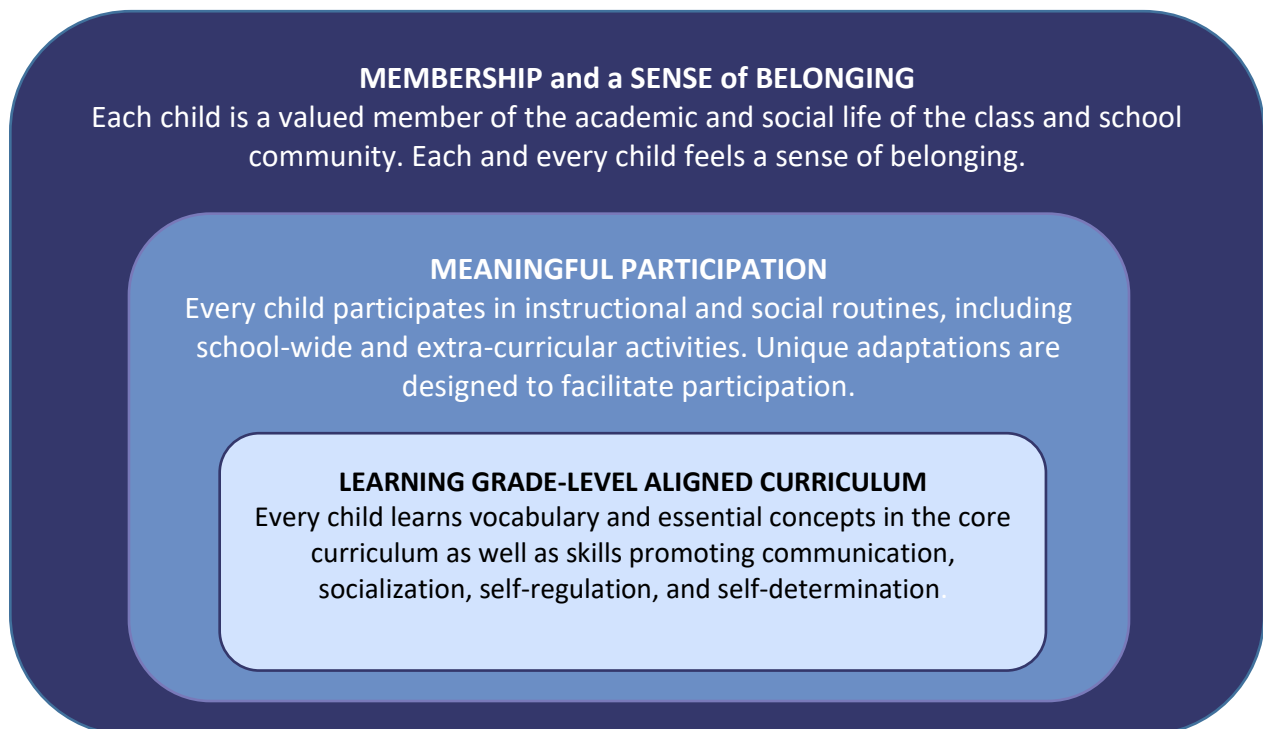 MEMBERSHIP and a SENSE of BELONGING
Each child is a valued member of the academic and social life of the class and school
community. Each and every child feels a sense of belonging.
MEANINGFUL PARTICIPATION
Every child participates in instructional and social routines, including
school-wide and extra-curricular activities. Unique adaptations are
designed to facilitate participation.
LEARNING GRADE-LEVEL ALIGNED CURRICULUM
Every child learns vocabulary and essential concepts in the core
curriculum as well as skills promoting communication,
socialization, self-regulation, and self-determination.